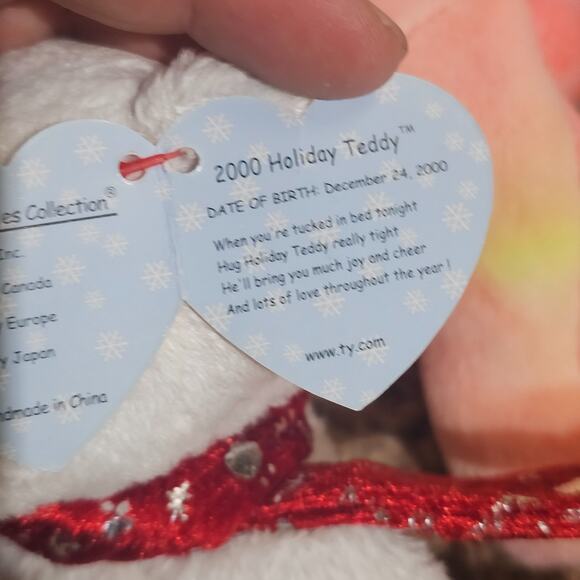 es Collection®
Inc.
Canada
Europe
Japan
ndmade in China
2000 Holiday Teddy™
DATE OF BIRTH: December 24, 2000
When you're tucked in bed tonight
Hug Holiday Teddy really tight
He'll bring you much joy and cheer
And lots of love throughout the year!
www.ty.com